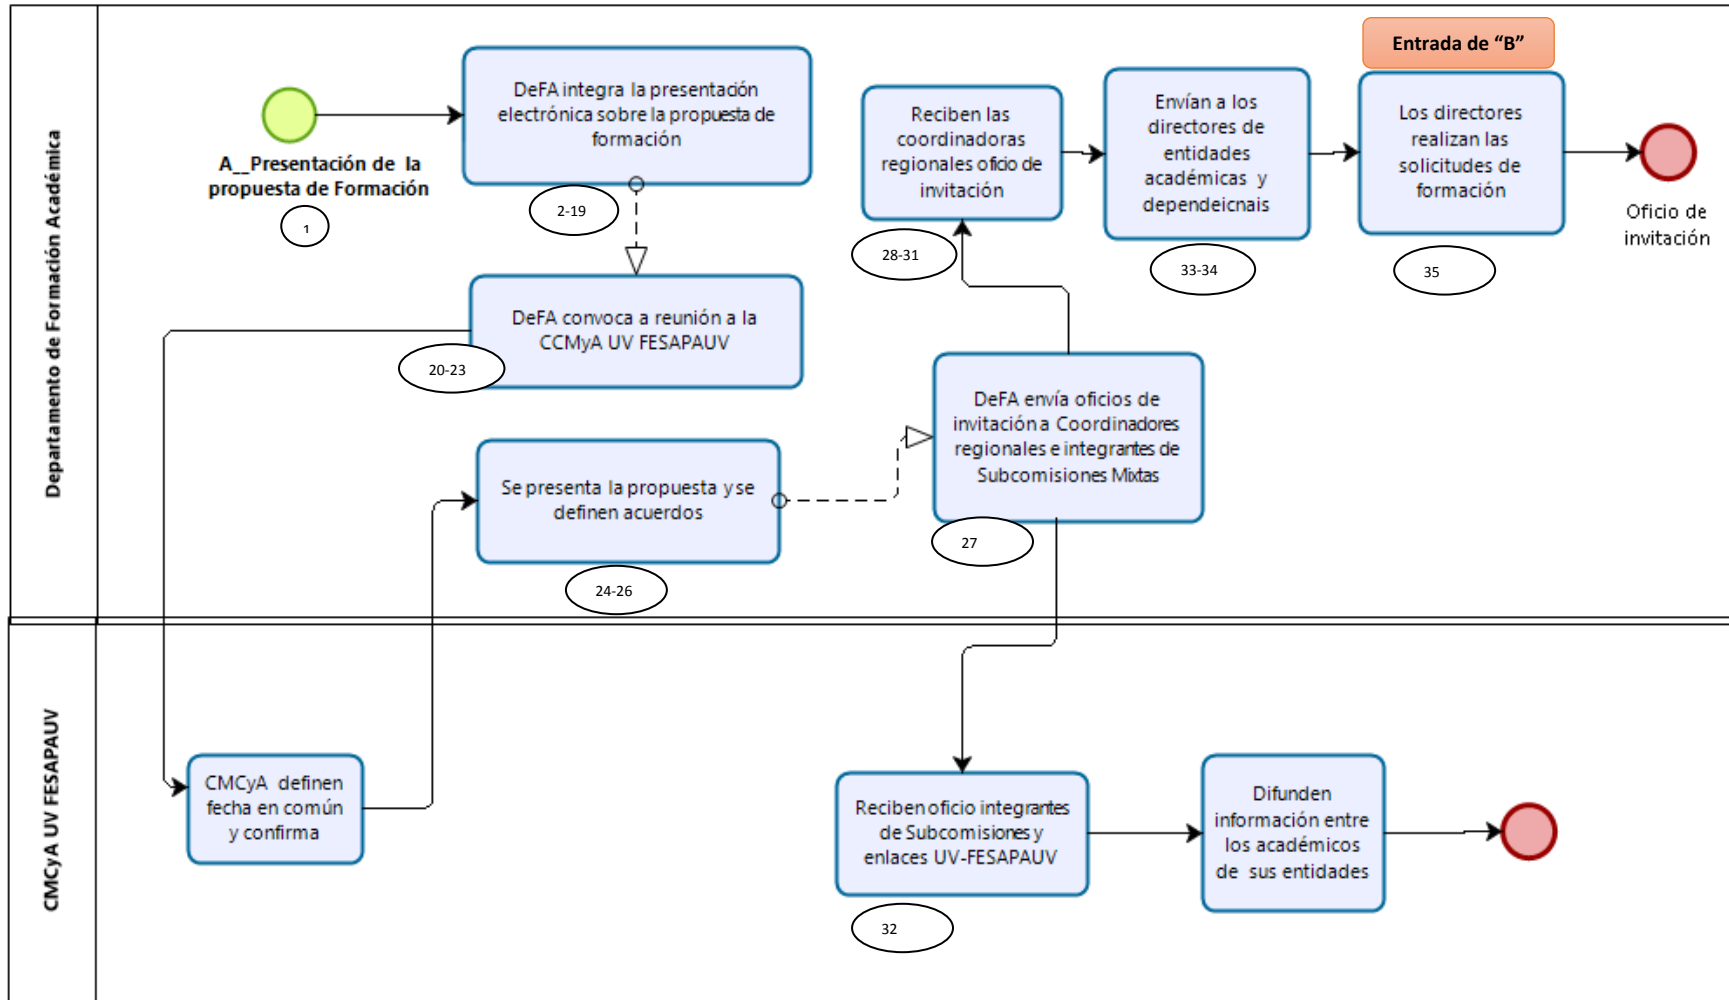 Departamento de Formación Académica
A__Presentación de la
propuesta de Formación
1
DeFA integra la presentación
electrónica sobre la propuesta de
formación
2-19
DeFA convoca a reunión a la
CCMyA UV FESAPAUV
20-23
Se presenta la propuesta y se
definen acuerdos
24-26
DeFA envía oficios de
invitación a Coordinadores
regionales e integrantes de
Subcomisiones Mixtas
27
Reciben las
coordinadoras
regionales oficio de
invitación
28-31
Envían a los
directores de
entidades
académicas y
dependeicnais
33-34
Entrada de “B”
Los directores
realizan las
solicitudes de
formación
35
Oficio de
invitación
CMCyA UV FESAPAUV
CMCyA definen
fecha en común
y confirma
Reciben oficio integrantes
de Subcomisiones y
enlaces UV-FESAPAUV
32
Difunden
información entre
los académicos
de sus entidades